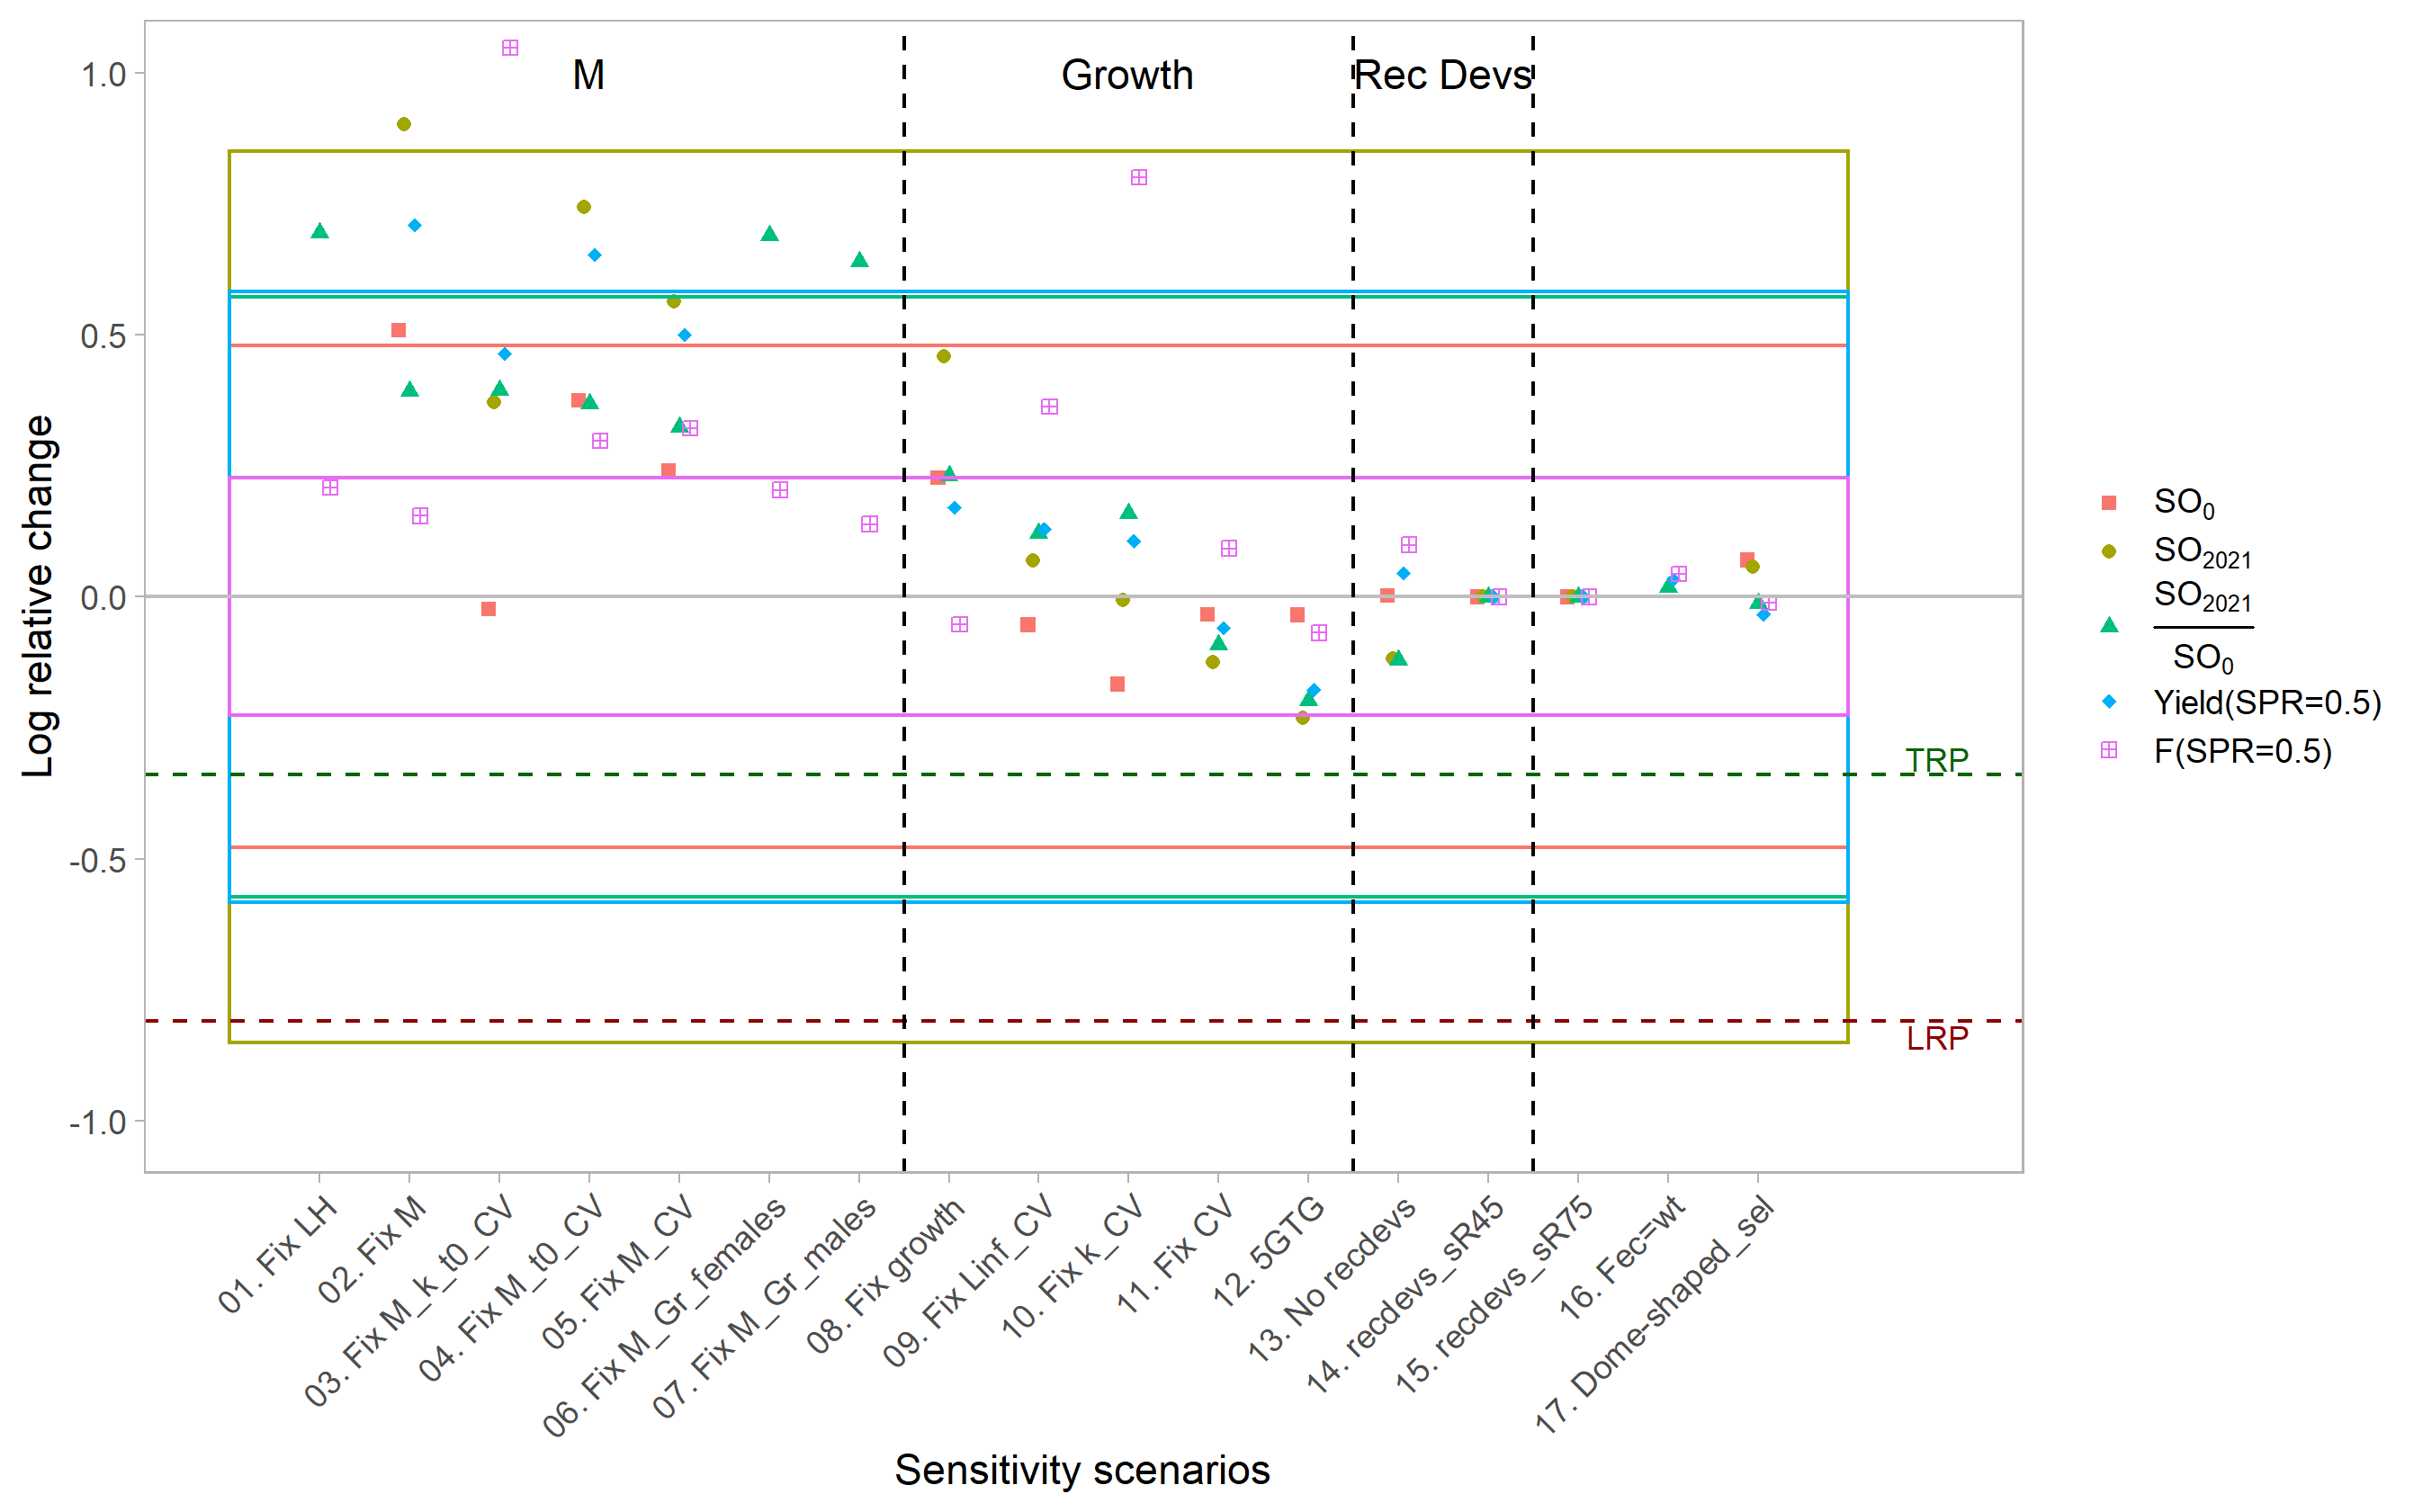 M
Growth
Rec Devs
1.0
0.5
0.0
-0.5
-1.0
Log relative change
TRP
LRP
01. Fix LH
02. Fix M
03. Fix M_k_t0_CV
04. Fix M_t0_CV
05. Fix M_CV
06. Fix M_Gr_females
07. Fix M_Gr_males
08. Fix growth
09. Fix Linf_CV
10. Fix k_CV
11. Fix CV
12. 5GTG
13. No recdevs
14. recdevs_sR45
15. recdevs_sR75
16. Fec=wt
17. Dome-shaped_sel
Sensitivity scenarios
SO0
SO2021
SO2021
SO0
Yield(SPR=0.5)
F(SPR=0.5)